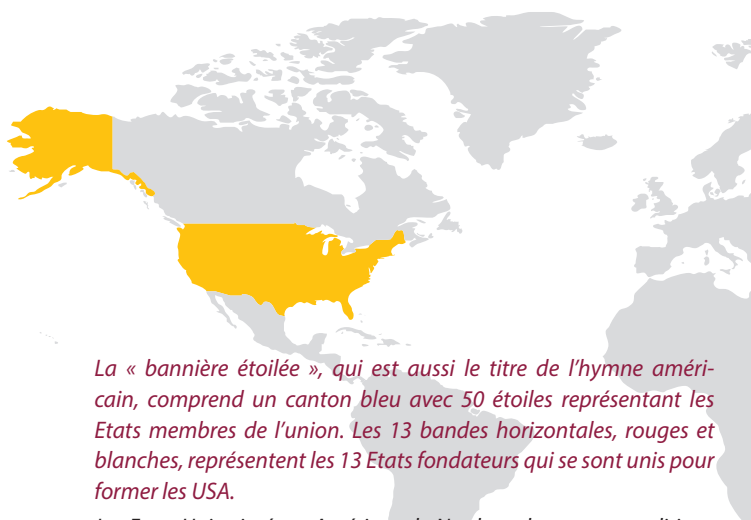 La « bannière étoilée », qui est aussi le titre de l’hymne améri-
cain, comprend un canton bleu avec 50 étoiles représentant les
Etats membres de l’union. Les 13 bandes horizontales, rouges et
blanches, représentent les 13 Etats fondateurs qui se sont unis pour
former les USA.